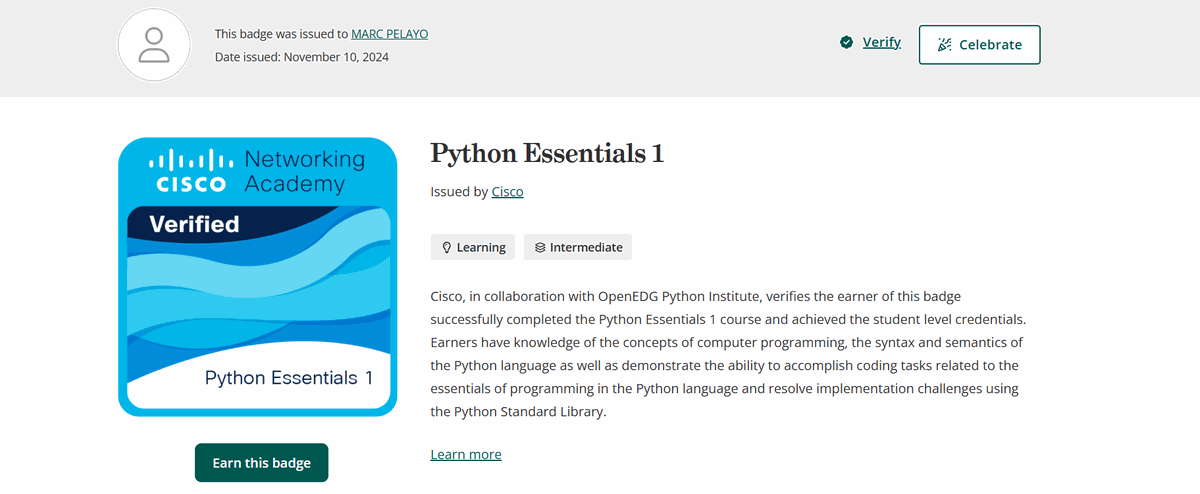 This badge was issued to MARC PELAYO
Date issued: November 10, 2024
Verify
Celebrate
CISCO
Networking
Academy
Verified
Python Essentials 1
Earn this badge
Python Essentials 1
Issued by Cisco
Learning
Intermediate
Cisco, in collaboration with OpenEDG Python Institute, verifies the earner of this badge
successfully completed the Python Essentials 1 course and achieved the student level credentials.
Earners have knowledge of the concepts of computer programming, the syntax and semantics of
the Python language as well as demonstrate the ability to accomplish coding tasks related to the
essentials of programming in the Python language and resolve implementation challenges using
the Python Standard Library.
Learn more